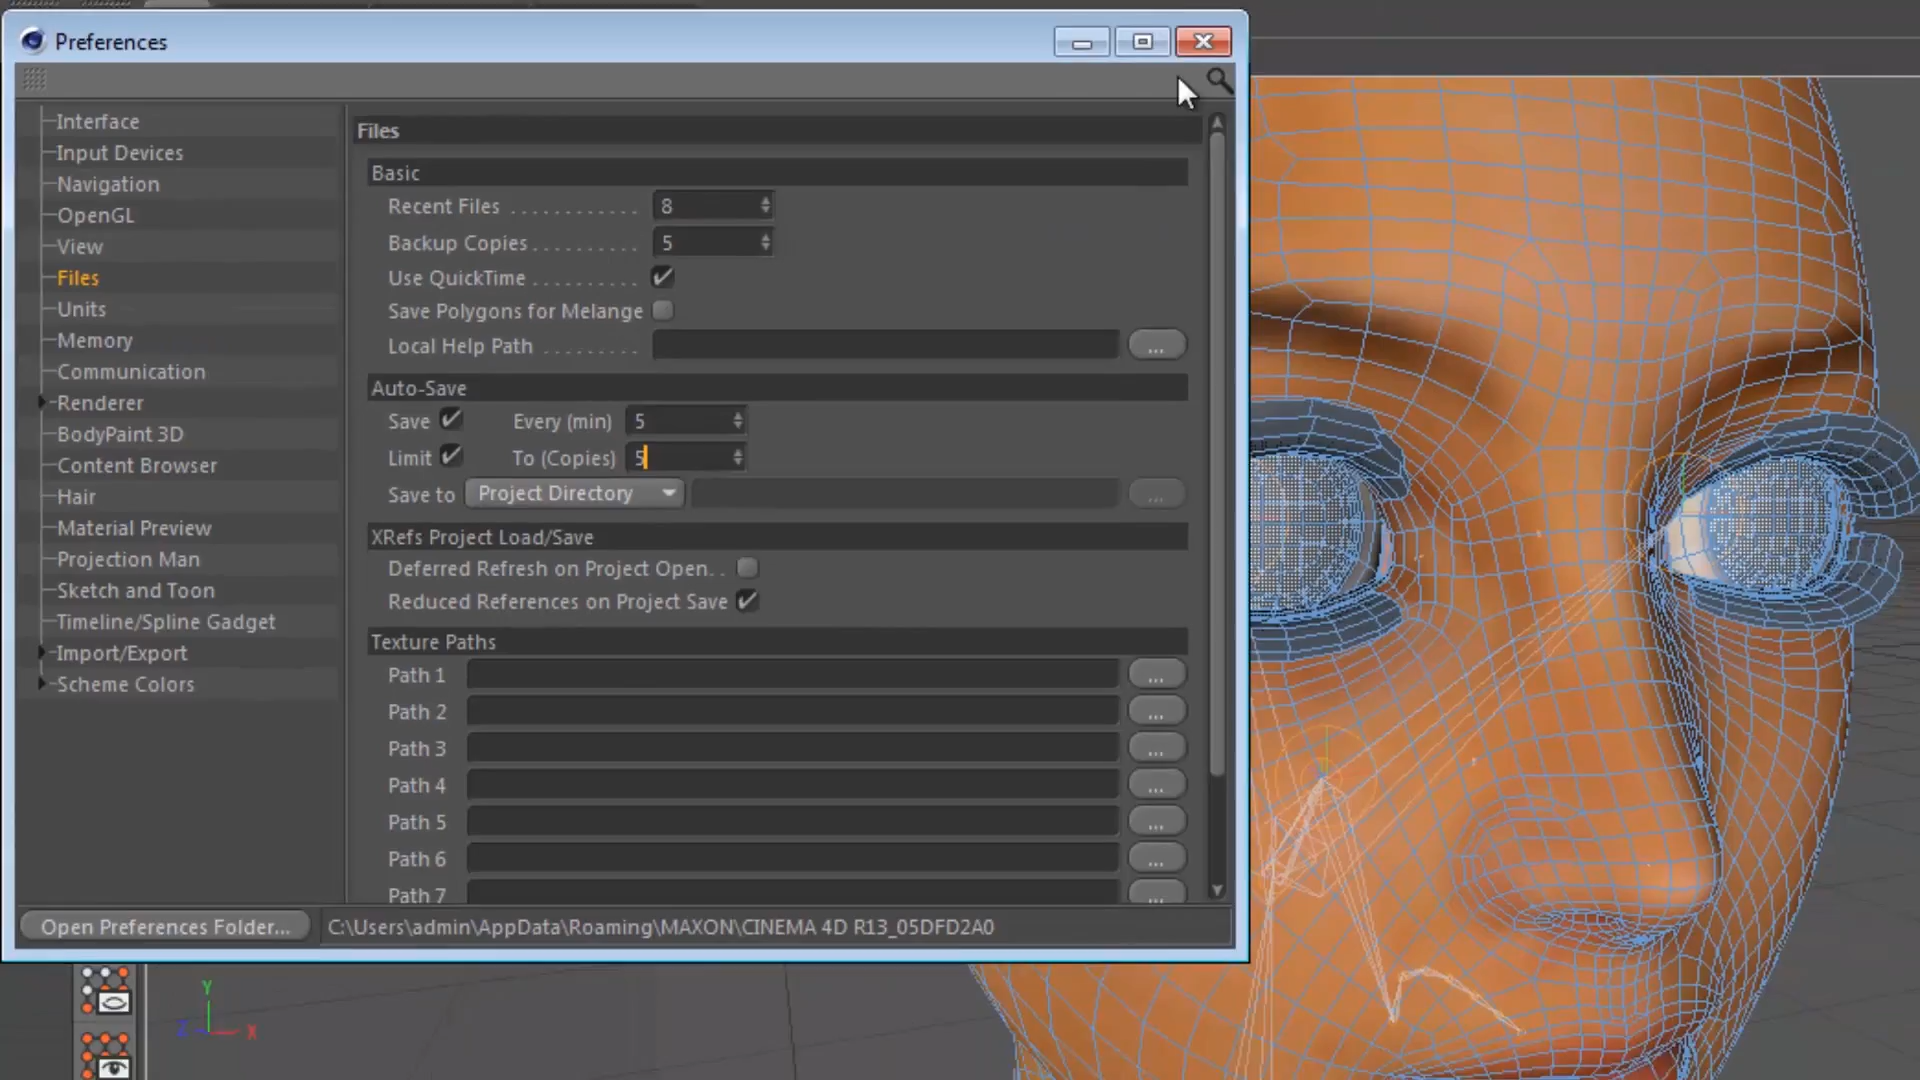 Preferences
Interface
Input Devices
Navigation
OpenGL
View
Files
Units
Memory
Communication
Renderer
BodyPaint 3D
Content Browser
Hair
Material Preview
Projection Man
Sketch and Toon
Timeline/Spline Gadget
Import/Export
Scheme Colors
Files
Basic
Recent Files . . . . . . . . . . . . 8
Backup Copies . . . . . . . . . . 5
Use QuickTime . . . . . . . . . .
Save Polygons for Melange
Local Help Path . . . . . . . . . ...
Auto-Save
Save Every (min) 5
Limit To (Copies) 5
Save to Project Directory ...
XRefs Project Load/Save
Deferred Refresh on Project Open. .
Reduced References on Project Save
Texture Paths
Path 1 ...
Path 2 ...
Path 3 ...
Path 4 ...
Path 5 ...
Path 6 ...
Path 7 ...
Open Preferences Folder... C:\Users\admin\AppData\Roaming\MAXON\CINEMA 4D R13_05DFD2A0
Y
Z X